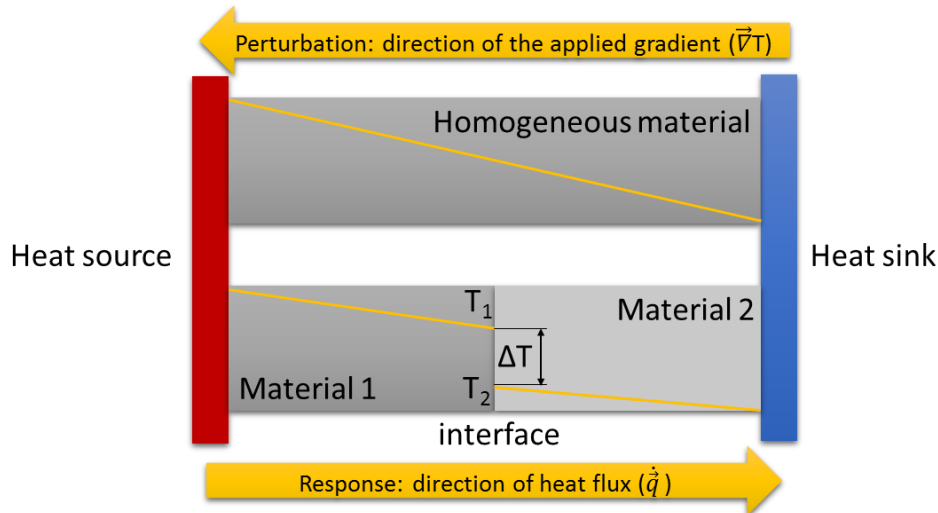 Perturbation: direction of the applied gradient (∇⃗T)
Homogeneous material
Heat source
Heat sink
T₁
Material 2
ΔT
Material 1
T₂
interface
Response: direction of heat flux (q⃗̇ )